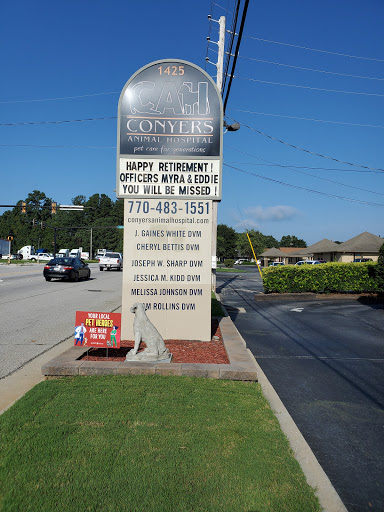 1425
CAH
CONYERS
ANIMAL HOSPITAL
pet care for generations
HAPPY RETIREMENT !
OFFICERS MYRA & EDDIE
YOU WILL BE MISSED !
770-483-1551
conyersanimalhospital.com
J. GAINES WHITE DVM
CHERYL BETTIS DVM
JOSEPH W. SHARP DVM
JESSICA M. KIDD DVM
MELISSA JOHNSON DVM
ROLLINS DVM
YOUR LOCAL
PET HEROES
ARE HERE
FOR YOU